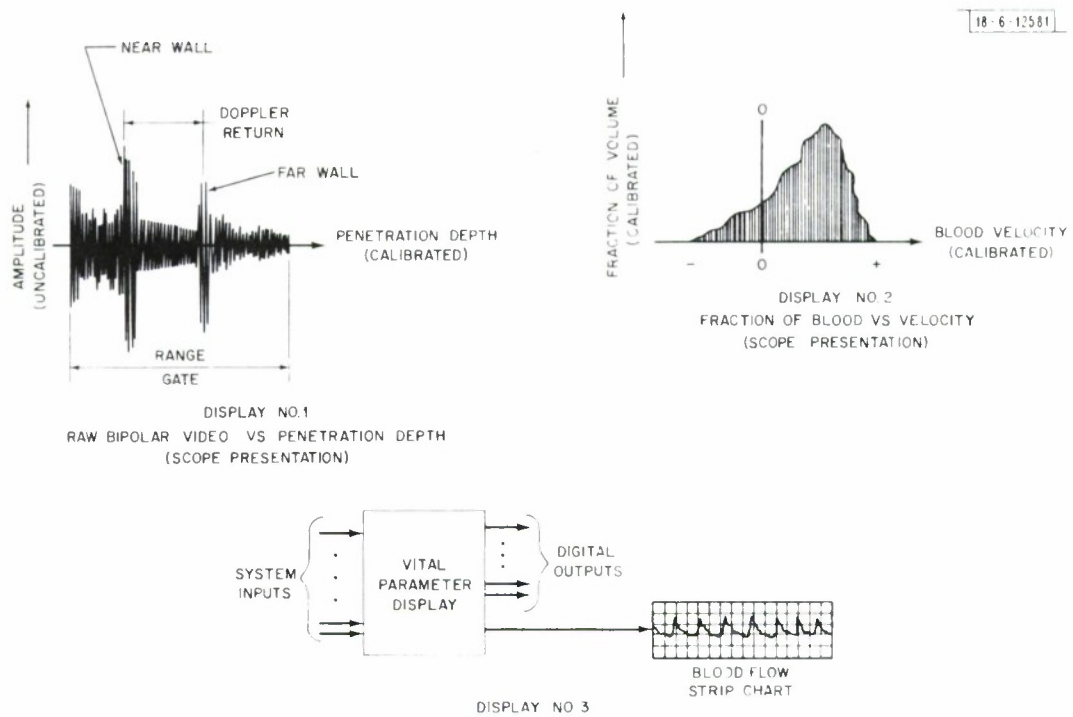 18-6-12581
NEAR WALL
DOPPLER
RETURN
FAR WALL
AMPLITUDE
(UNCALIBRATED)
PENETRATION DEPTH
(CALIBRATED)
RANGE
GATE
DISPLAY NO.1
RAW BIPOLAR VIDEO VS PENETRATION DEPTH
(SCOPE PRESENTATION)
FRACTION OF VOLUME
(CALIBRATED)
0
BLOOD VELOCITY
(CALIBRATED)
- 0 +
DISPLAY NO. 2
FRACTION OF BLOOD VS VELOCITY
(SCOPE PRESENTATION)
SYSTEM
INPUTS
VITAL
PARAMETER
DISPLAY
DIGITAL
OUTPUTS
BLOOD FLOW
STRIP CHART
DISPLAY NO 3